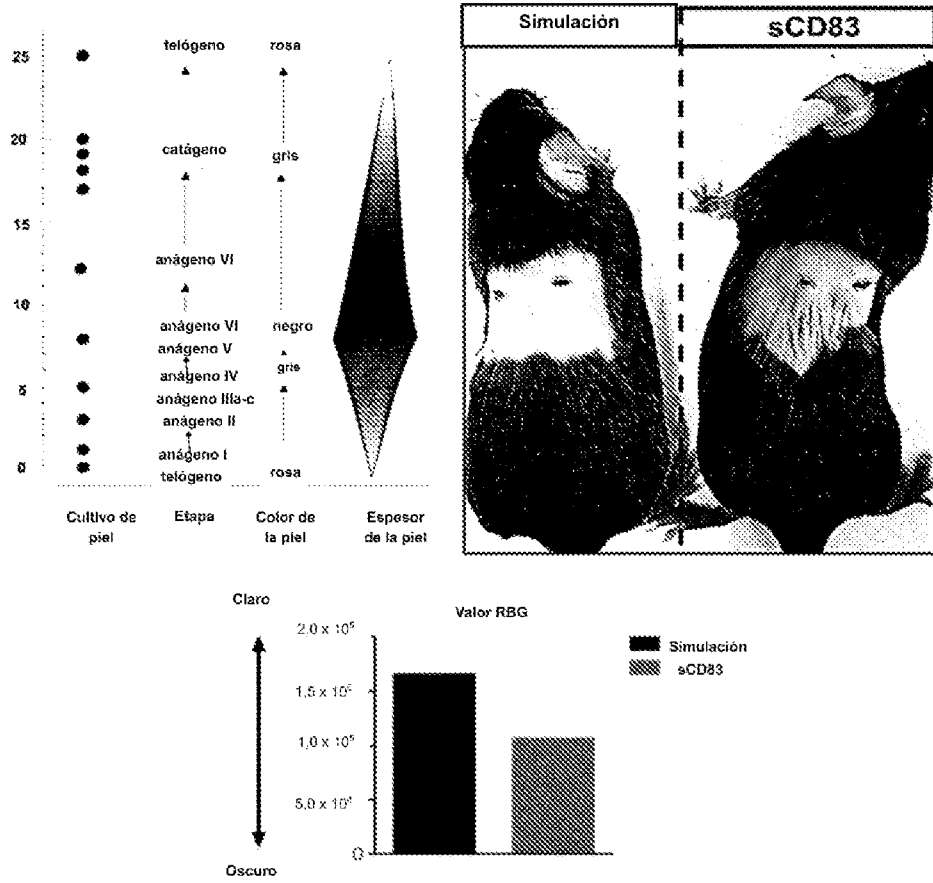 25
20
15
10
5
0
telógeno
catágeno
anágeno VI
anágeno VI
anágeno V
anágeno IV
anágeno IIIa-c
anágeno II
anágeno I
telógeno
rosa
gris
negro
gris
rosa
Cultivo de
piel
Etapa
Color de
la piel
Espesor
de la piel
Simulación
sCD83
Claro
Oscuro
Valor RBG
2.0 x 10⁵
1,5 x 10⁵
1,0 x 10⁵
5,0 x 10⁴
0
Simulación
sCD83